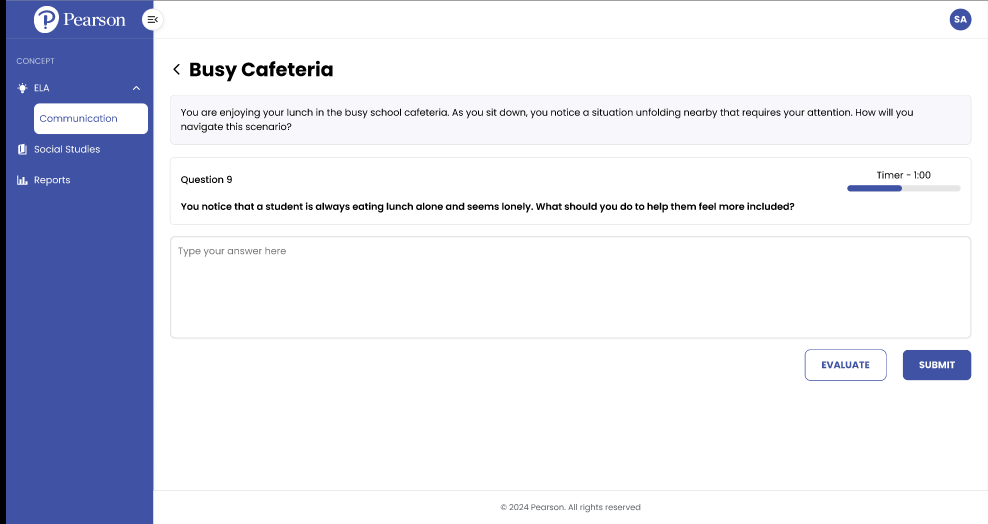 Pearson
SA
CONCEPT
ELA
Communication
Social Studies
Reports
Busy Cafeteria
You are enjoying your lunch in the busy school cafeteria. As you sit down, you notice a situation unfolding nearby that requires your attention. How will you
navigate this scenario?
Question 9
Timer - 1:00
You notice that a student is always eating lunch alone and seems lonely. What should you do to help them feel more included?
Type your answer here
EVALUATE
SUBMIT
© 2024 Pearson. All rights reserved